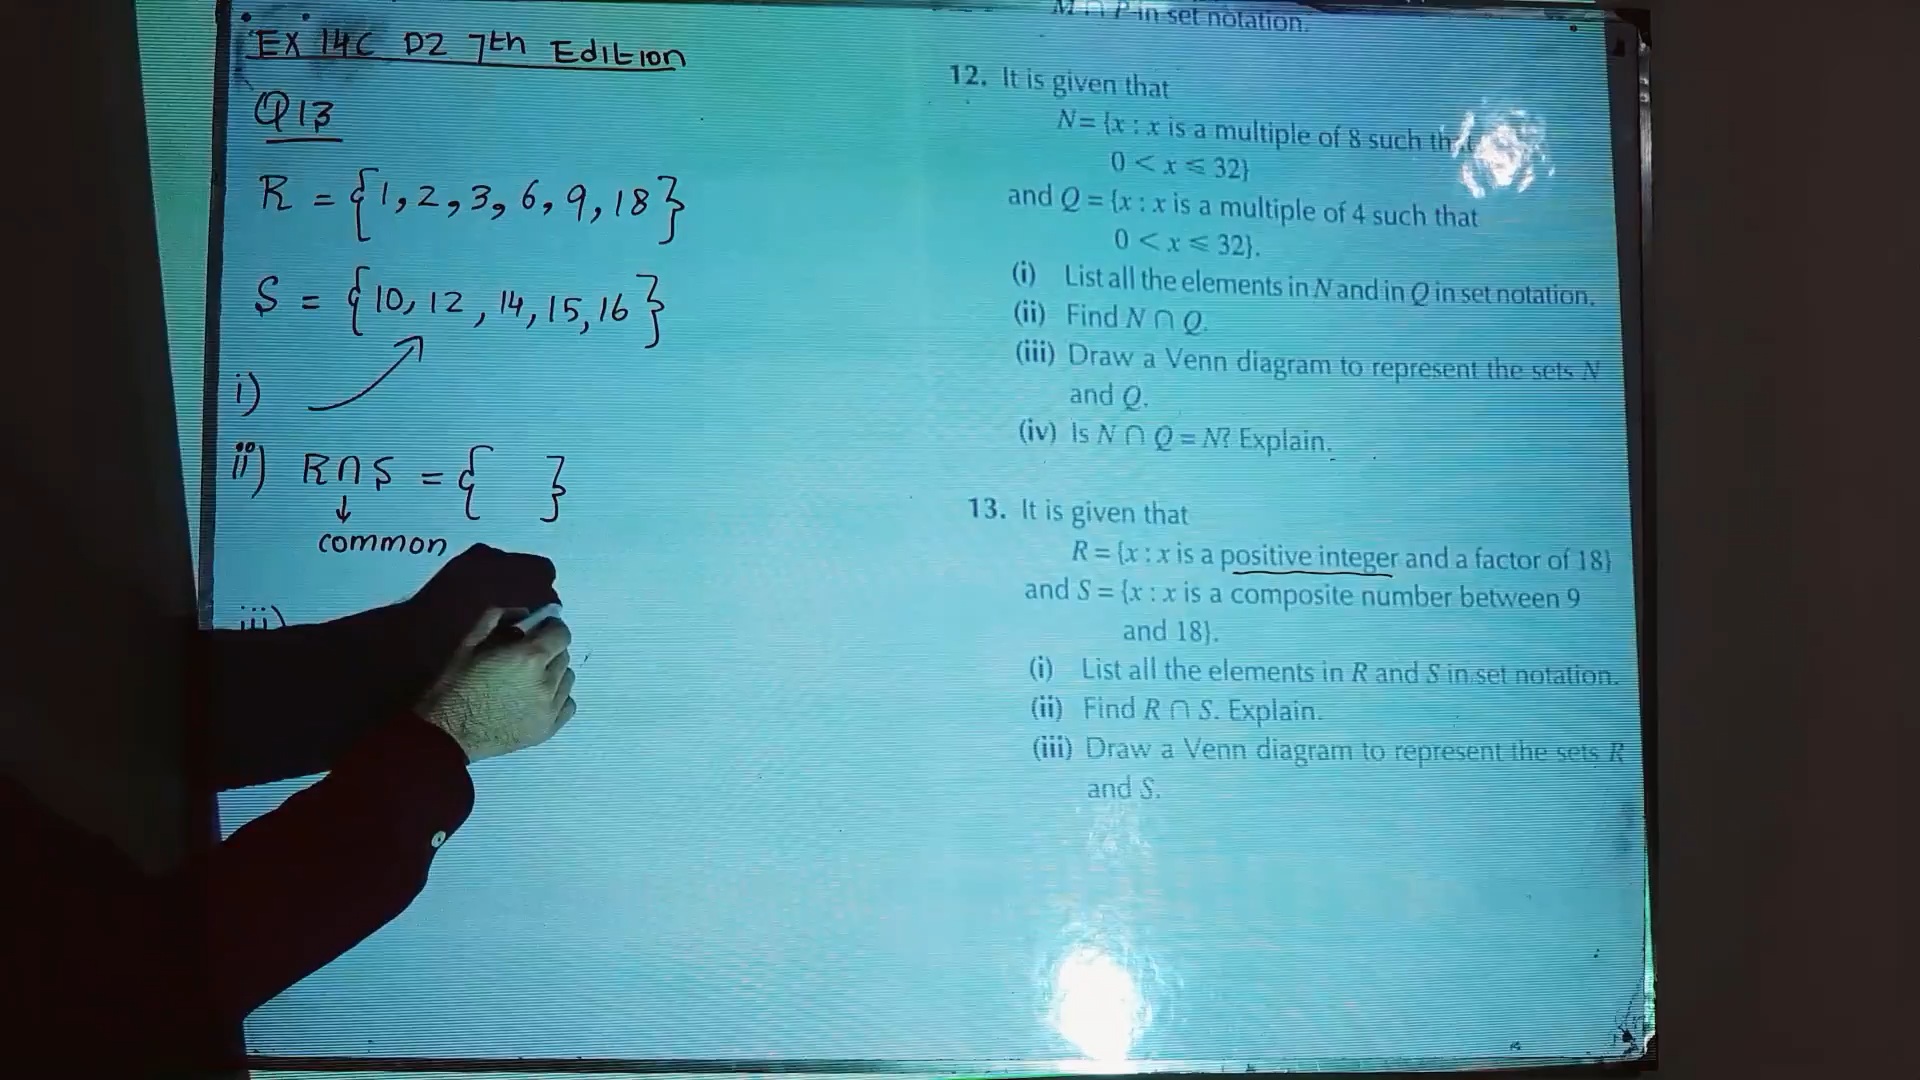 EX 14C D2 7th Edition
Q13
R = {1, 2, 3, 6, 9, 18}
S = {10, 12, 14, 15, 16}
i)
ii) R∩S = { }
↓
common
iii)
M ∩ P in set notation.
12. It is given that
N = {x : x is a multiple of 8 such that
0 < x ⩽ 32}
and Q = {x : x is a multiple of 4 such that
0 < x ⩽ 32}.
(i) List all the elements in N and in Q in set notation.
(ii) Find N ∩ Q.
(iii) Draw a Venn diagram to represent the sets N
and Q.
(iv) Is N ∩ Q = N? Explain.
13. It is given that
R = {x : x is a positive integer and a factor of 18}
and S = {x : x is a composite number between 9
and 18}.
(i) List all the elements in R and S in set notation.
(ii) Find R ∩ S. Explain.
(iii) Draw a Venn diagram to represent the sets R
and S.